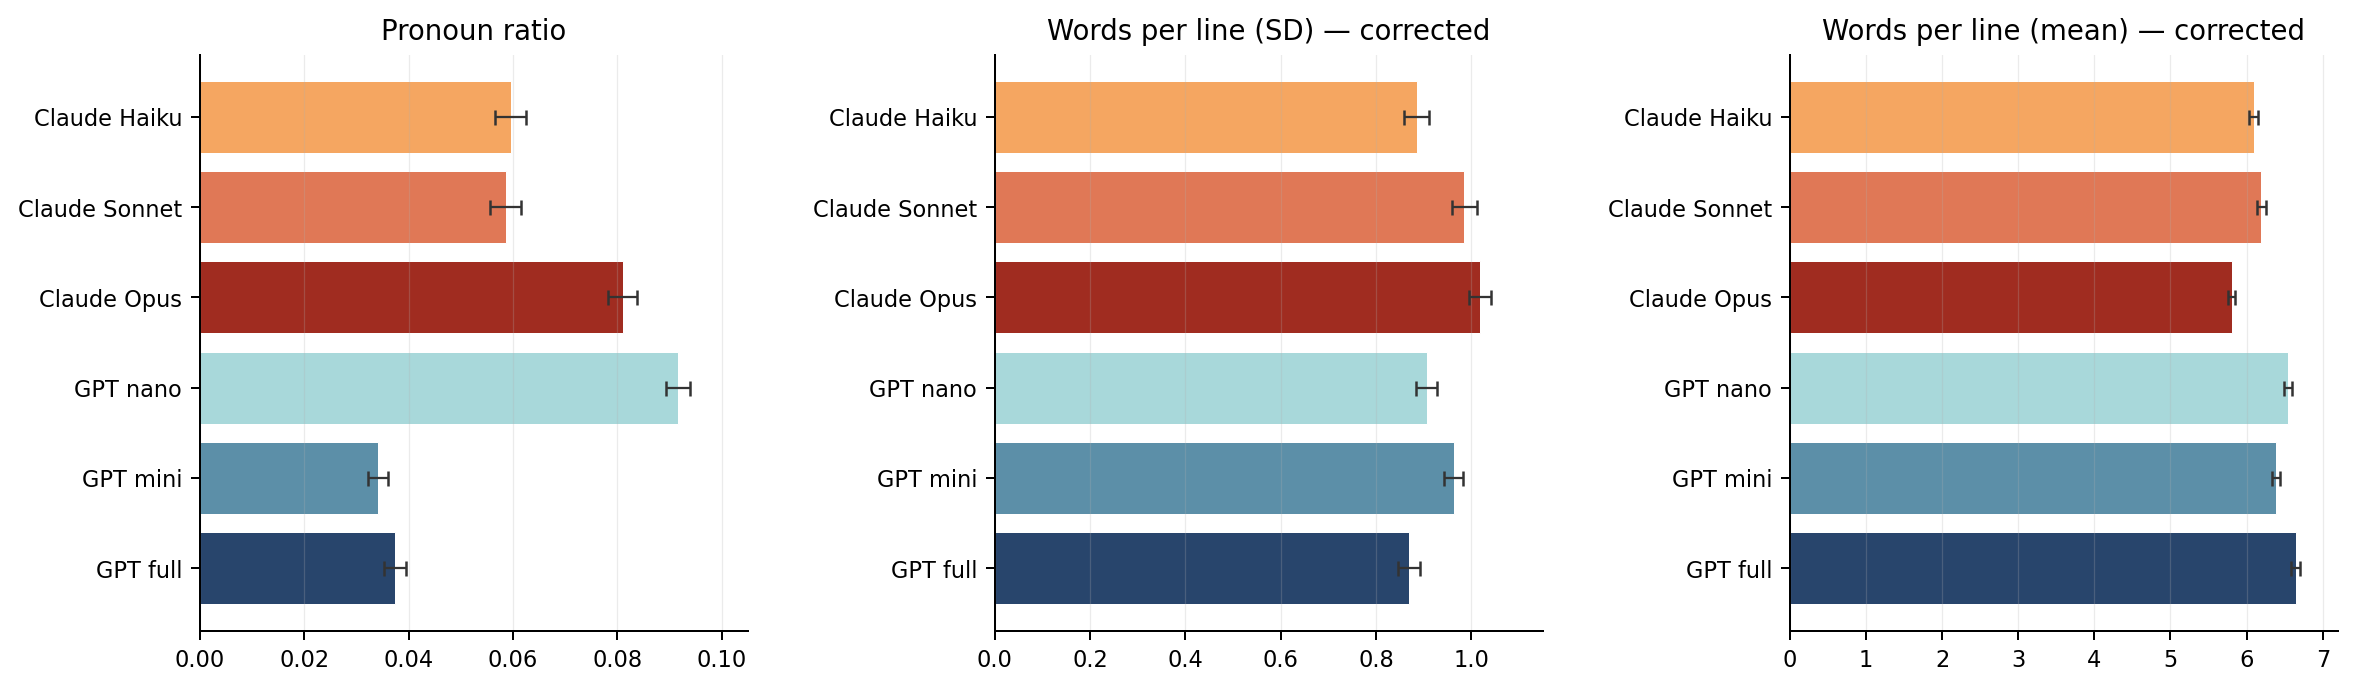 Pronoun ratio
Claude Haiku
Claude Sonnet
Claude Opus
GPT nano
GPT mini
GPT full
0.00 0.02 0.04 0.06 0.08 0.10
Words per line (SD) — corrected
Claude Haiku
Claude Sonnet
Claude Opus
GPT nano
GPT mini
GPT full
0.0 0.2 0.4 0.6 0.8 1.0
Words per line (mean) — corrected
Claude Haiku
Claude Sonnet
Claude Opus
GPT nano
GPT mini
GPT full
0 1 2 3 4 5 6 7